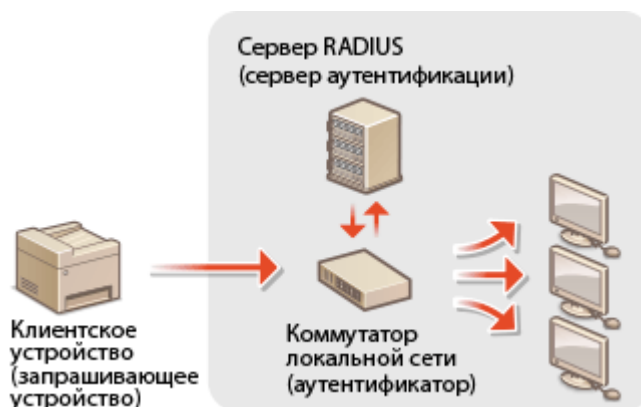 Сервер RADIUS
(сервер аутентификации)
Клиентское
устройство
(запрашивающее
устройство)
Коммутатор
локальной сети
(аутентификатор)